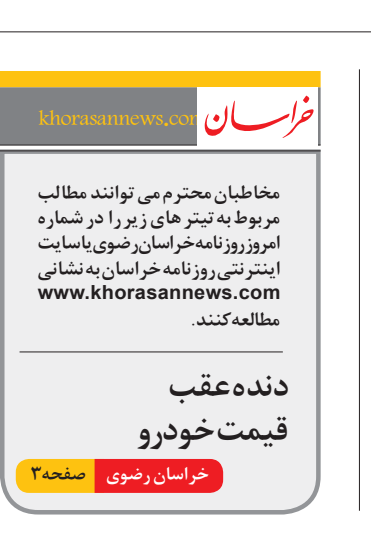 خراسان
khorasannews.com
مخاطبان محترم می توانند مطالب
مربوط به تیتر های زیر را در شماره
امروز روزنامه خراسان رضوی یا سایت
اینترنتی روزنامه خراسان به نشانی
www.khorasannews.com
مطالعه کنند.
دنده عقب
قیمت خودرو
خراسان رضوی صفحه ۳